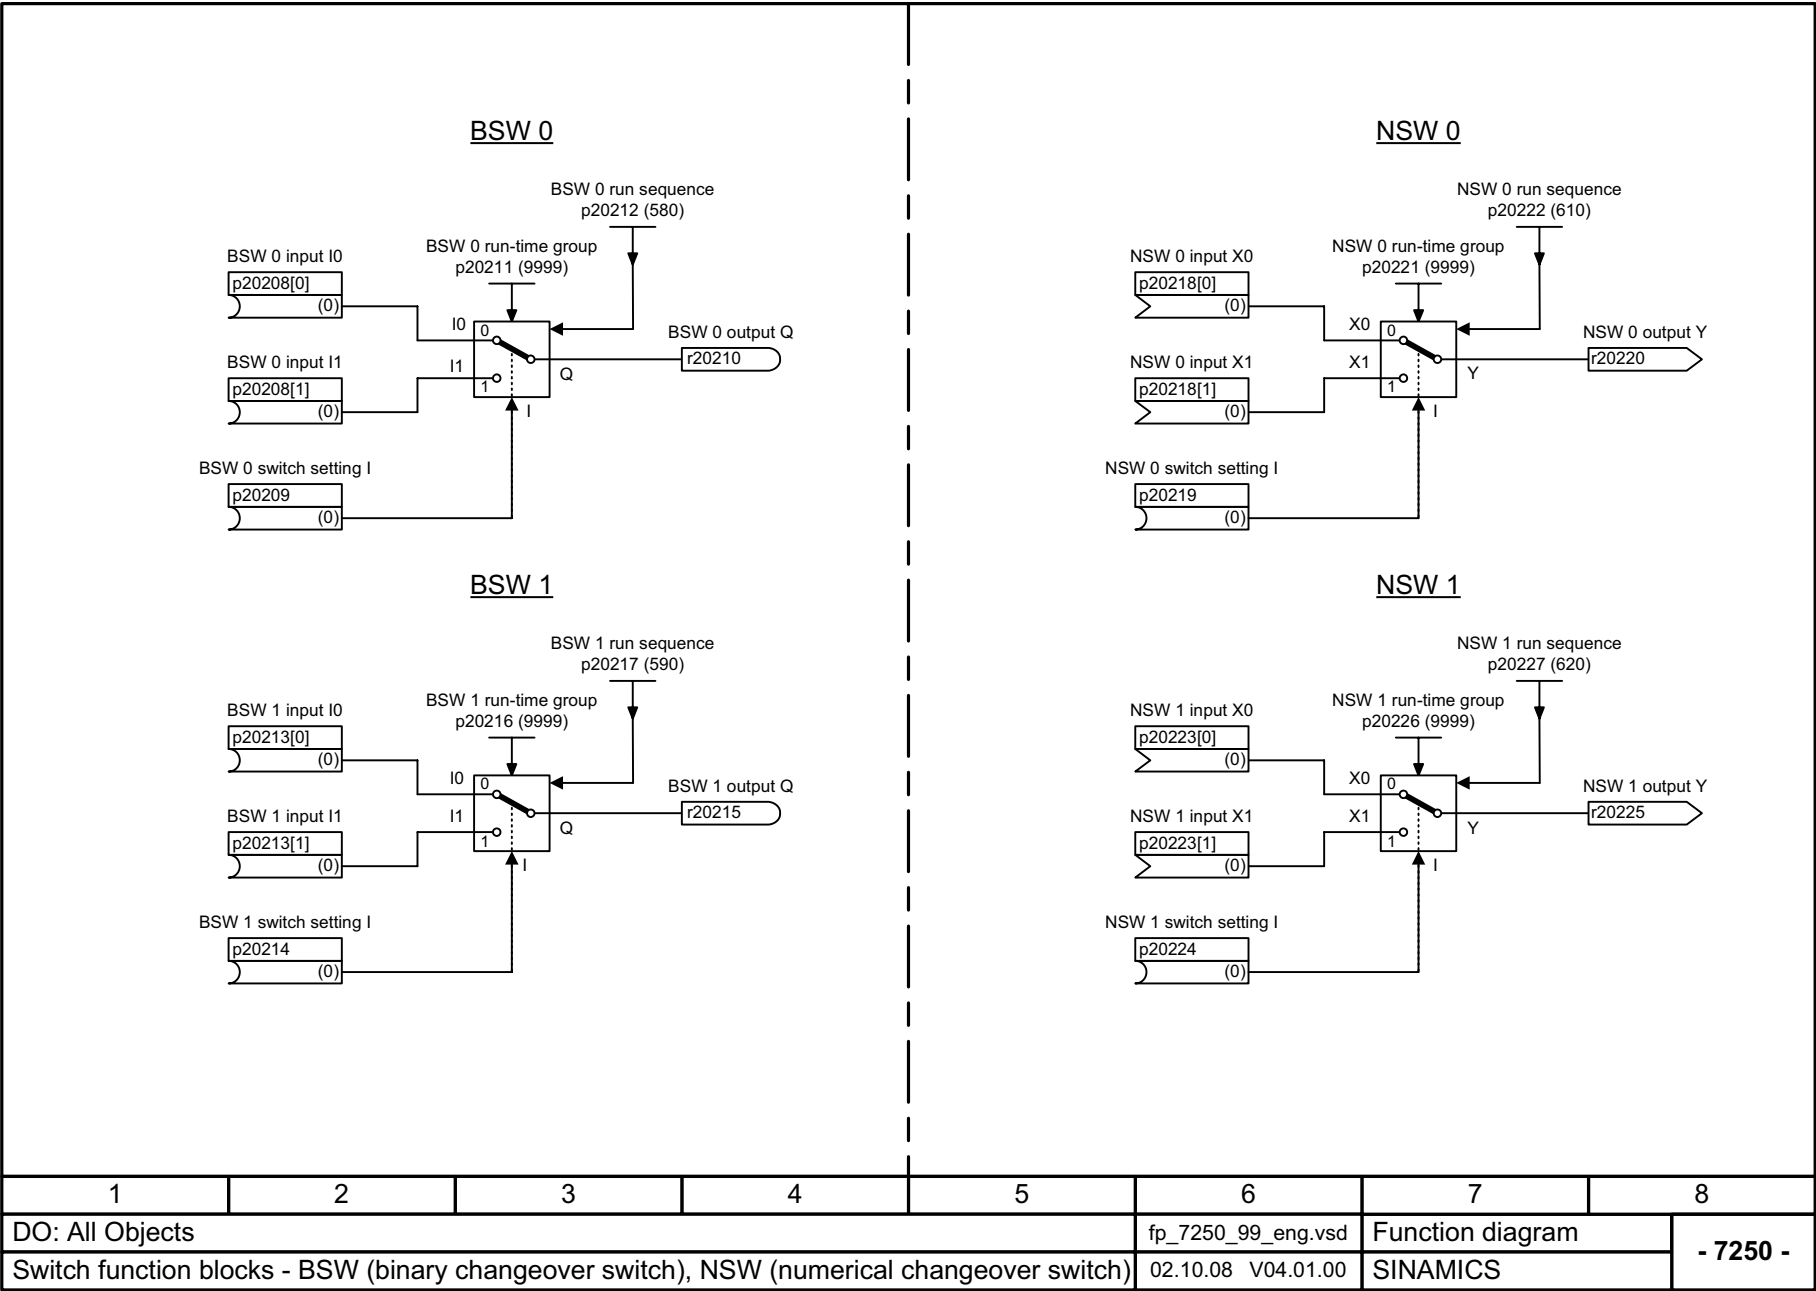 BSW 0
BSW 0 run sequence
p20212 (580)
BSW 0 run-time group
p20211 (9999)
BSW 0 input I0
p20208[0]
(0)
I0
0
BSW 0 output Q
r20210
BSW 0 input I1
p20208[1]
(0)
I1
1
Q
I
BSW 0 switch setting I
p20209
(0)
BSW 1
BSW 1 run sequence
p20217 (590)
BSW 1 run-time group
p20216 (9999)
BSW 1 input I0
p20213[0]
(0)
I0
0
BSW 1 output Q
r20215
BSW 1 input I1
p20213[1]
(0)
I1
1
Q
I
BSW 1 switch setting I
p20214
(0)
NSW 0
NSW 0 run sequence
p20222 (610)
NSW 0 run-time group
p20221 (9999)
NSW 0 input X0
p20218[0]
(0)
X0
0
NSW 0 output Y
r20220
NSW 0 input X1
p20218[1]
(0)
X1
1
Y
I
NSW 0 switch setting I
p20219
(0)
NSW 1
NSW 1 run sequence
p20227 (620)
NSW 1 run-time group
p20226 (9999)
NSW 1 input X0
p20223[0]
(0)
X0
0
NSW 1 output Y
r20225
NSW 1 input X1
p20223[1]
(0)
X1
1
Y
I
NSW 1 switch setting I
p20224
(0)
1 2 3 4 5 6 7 8
DO: All Objects
fp_7250_99_eng.vsd
Function diagram
- 7250 -
Switch function blocks - BSW (binary changeover switch), NSW (numerical changeover switch)
02.10.08 V04.01.00
SINAMICS